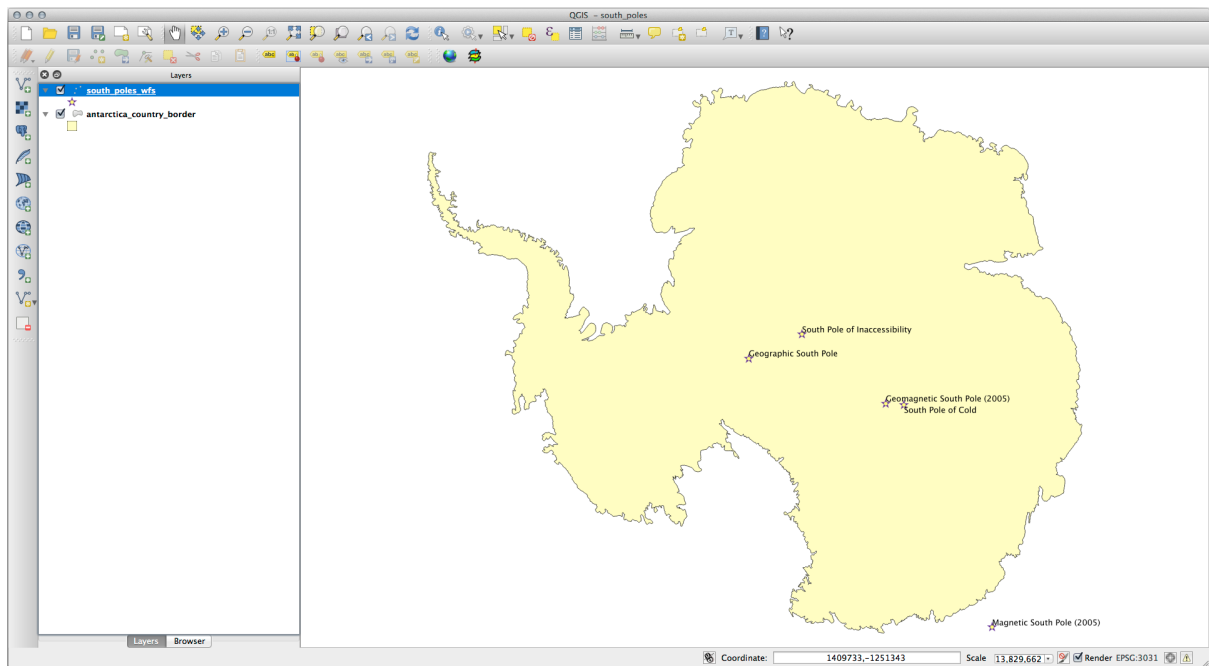 QGIS - south_poles
Layers
south_poles_wfs
antarctica_country_border
South Pole of Inaccessibility
Geographic South Pole
Geomagnetic South Pole (2005)
South Pole of Cold
Magnetic South Pole (2005)
Layers Browser
Coordinate: 1409733,-1251343 Scale 13,829,662 Render EPSG:3031